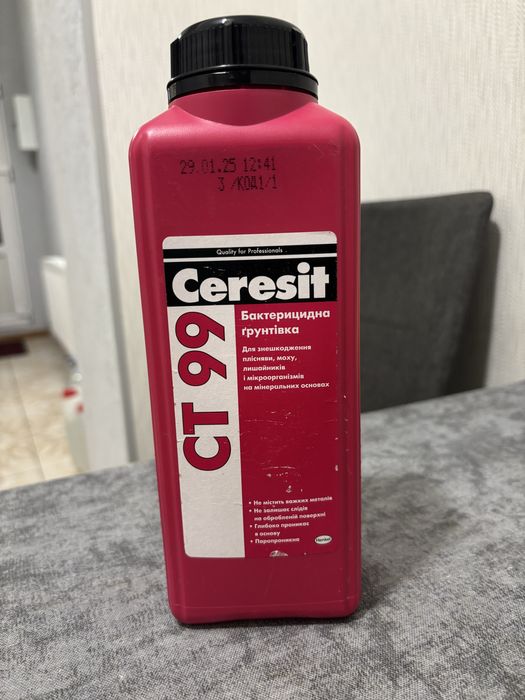 29.01.25 12:41
3 /КОД1/1
Quality for Professionals
Ceresit
CT 99
Бактерицидна
ґрунтівка
Для знешкодження
плісняви, моху,
лишайників
і мікроорганізмів
на мінеральних основах
• Не містить важких металів
• Не залишає слідів
на обробленій поверхні
• Глибоко проникає
в основу
• Паропроникна
Henkel